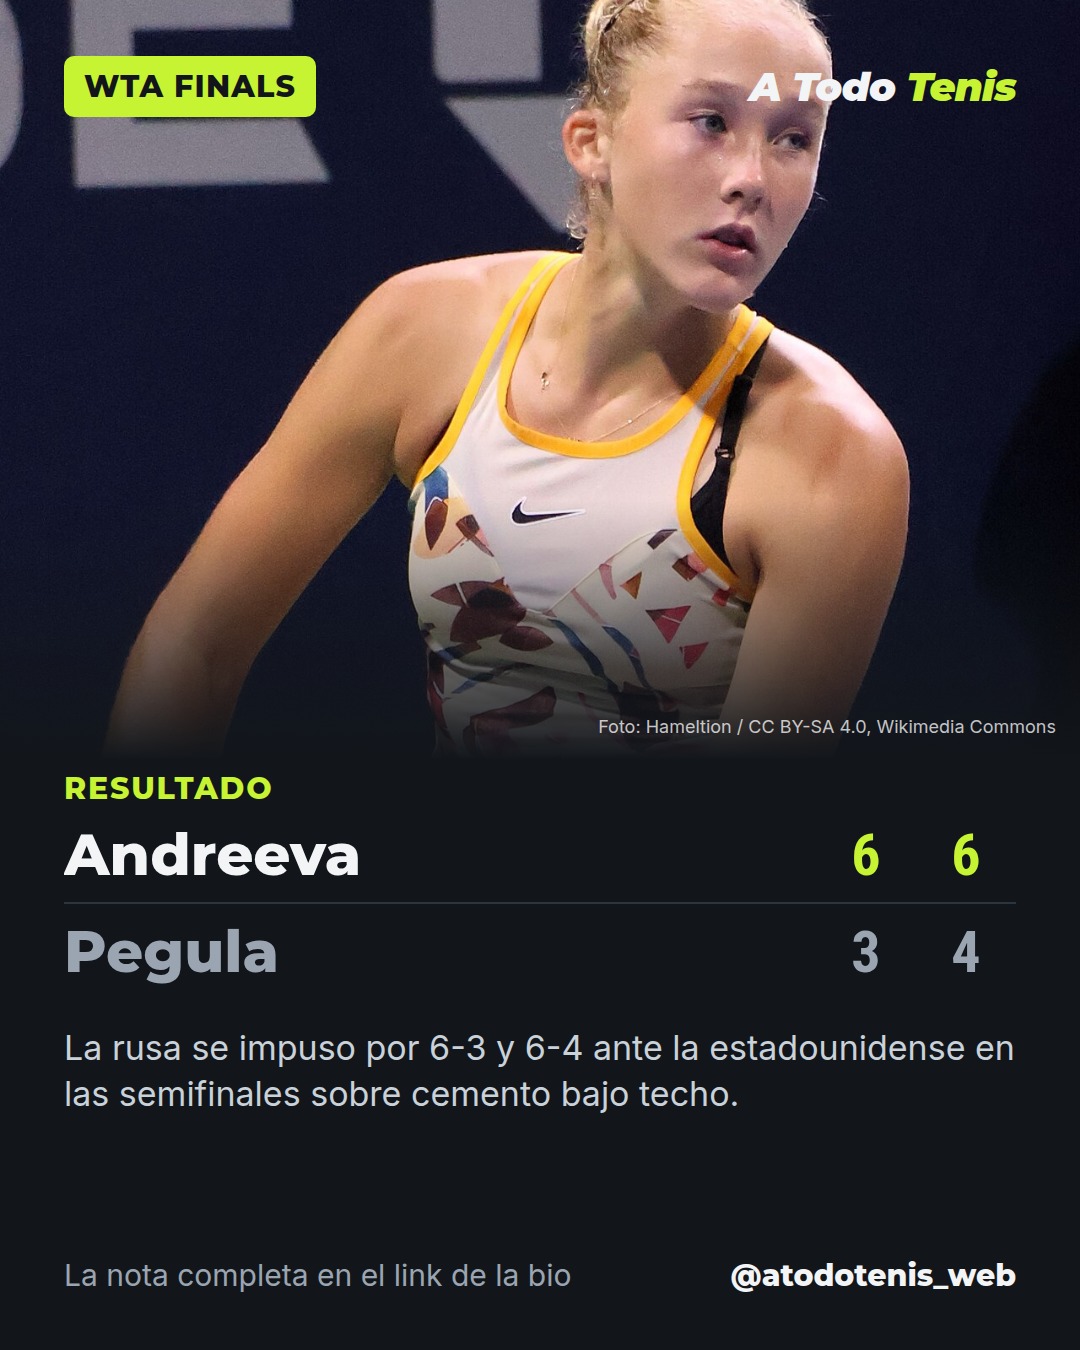 WTA FINALS
A Todo Tenis
Foto: Hameltion / CC BY-SA 4.0, Wikimedia Commons
RESULTADO
Andreeva 6 6
Pegula 3 4
La rusa se impuso por 6-3 y 6-4 ante la estadounidense en
las semifinales sobre cemento bajo techo.
La nota completa en el link de la bio
@atodotenis_web